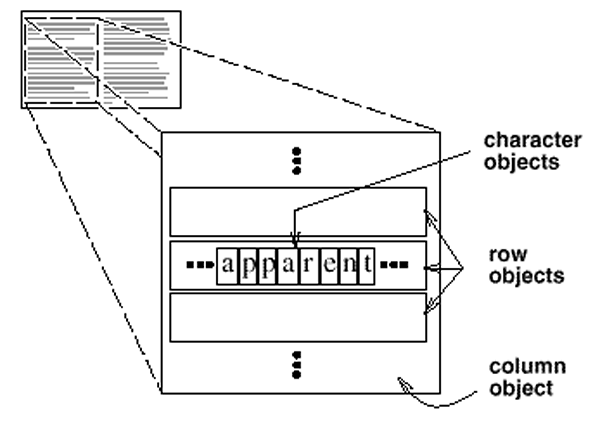 character
objects
apparent
row
objects
column
object